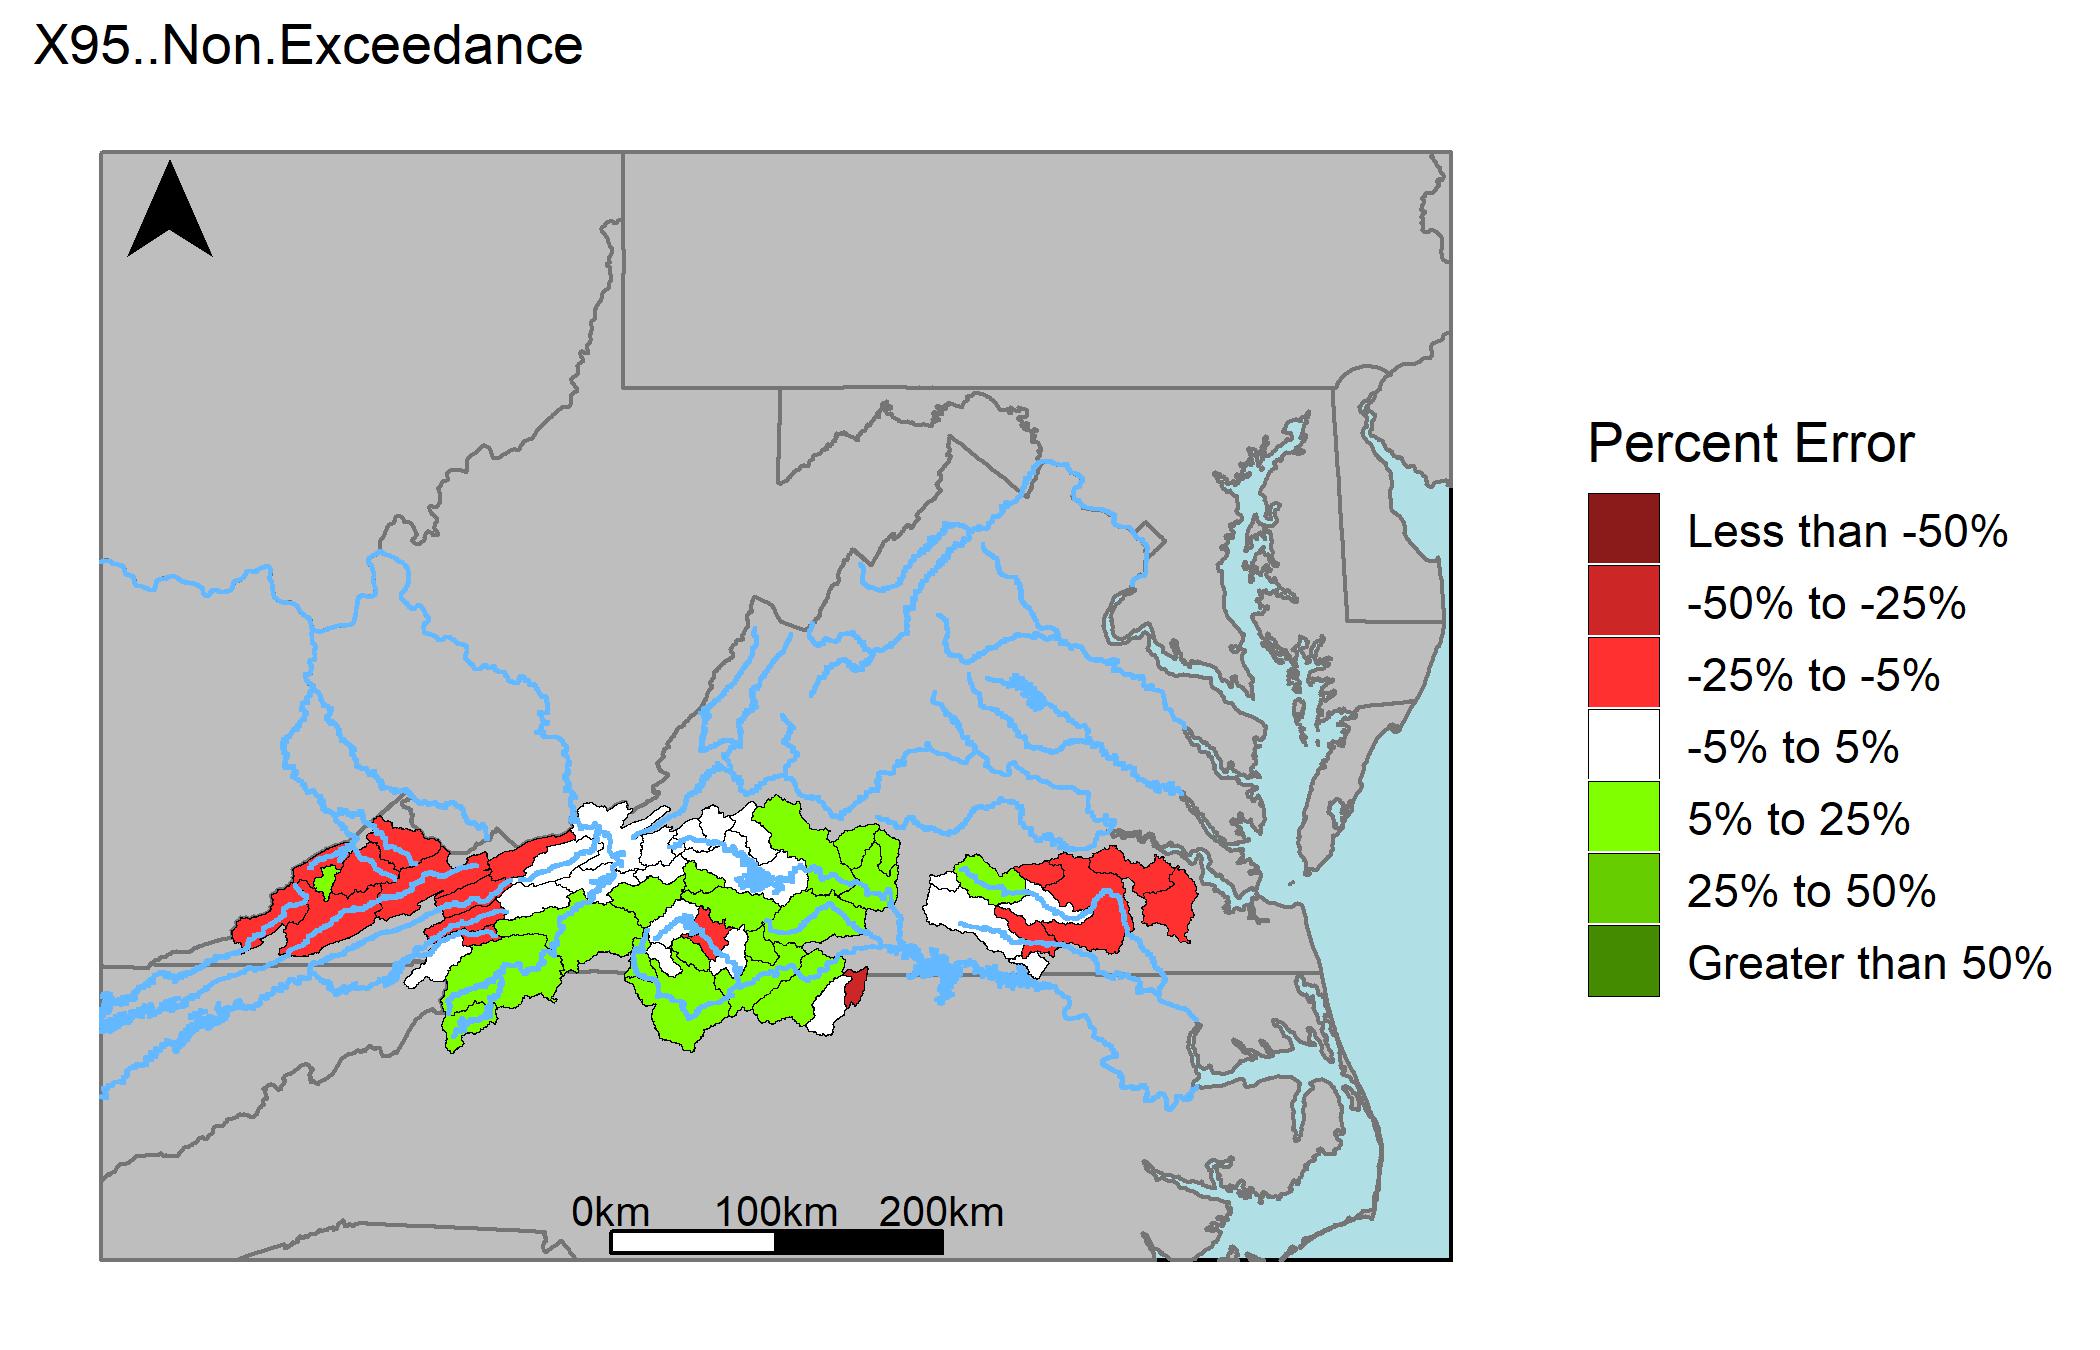 X95..Non.Exceedance
Percent Error
Less than -50%
-50% to -25%
-25% to -5%
-5% to 5%
5% to 25%
25% to 50%
Greater than 50%
0km 100km 200km